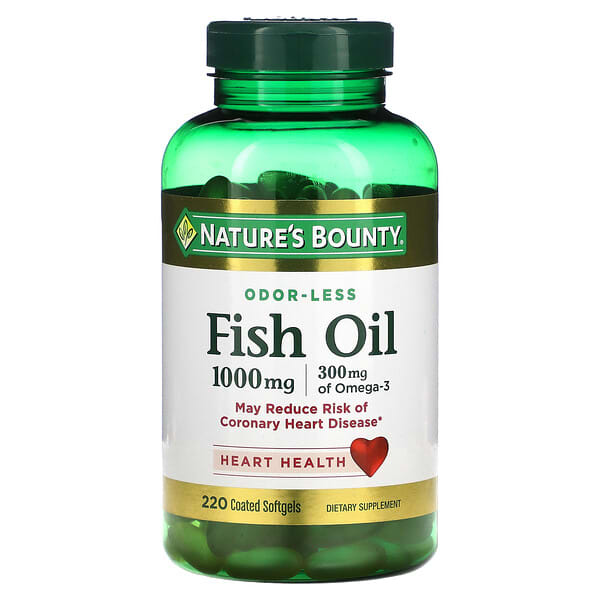 NATURE'S BOUNTY®
ODOR-LESS
Fish Oil
1000mg | 300mg of Omega-3
May Reduce Risk of
Coronary Heart Disease*
HEART HEALTH
220 Coated Softgels DIETARY SUPPLEMENT